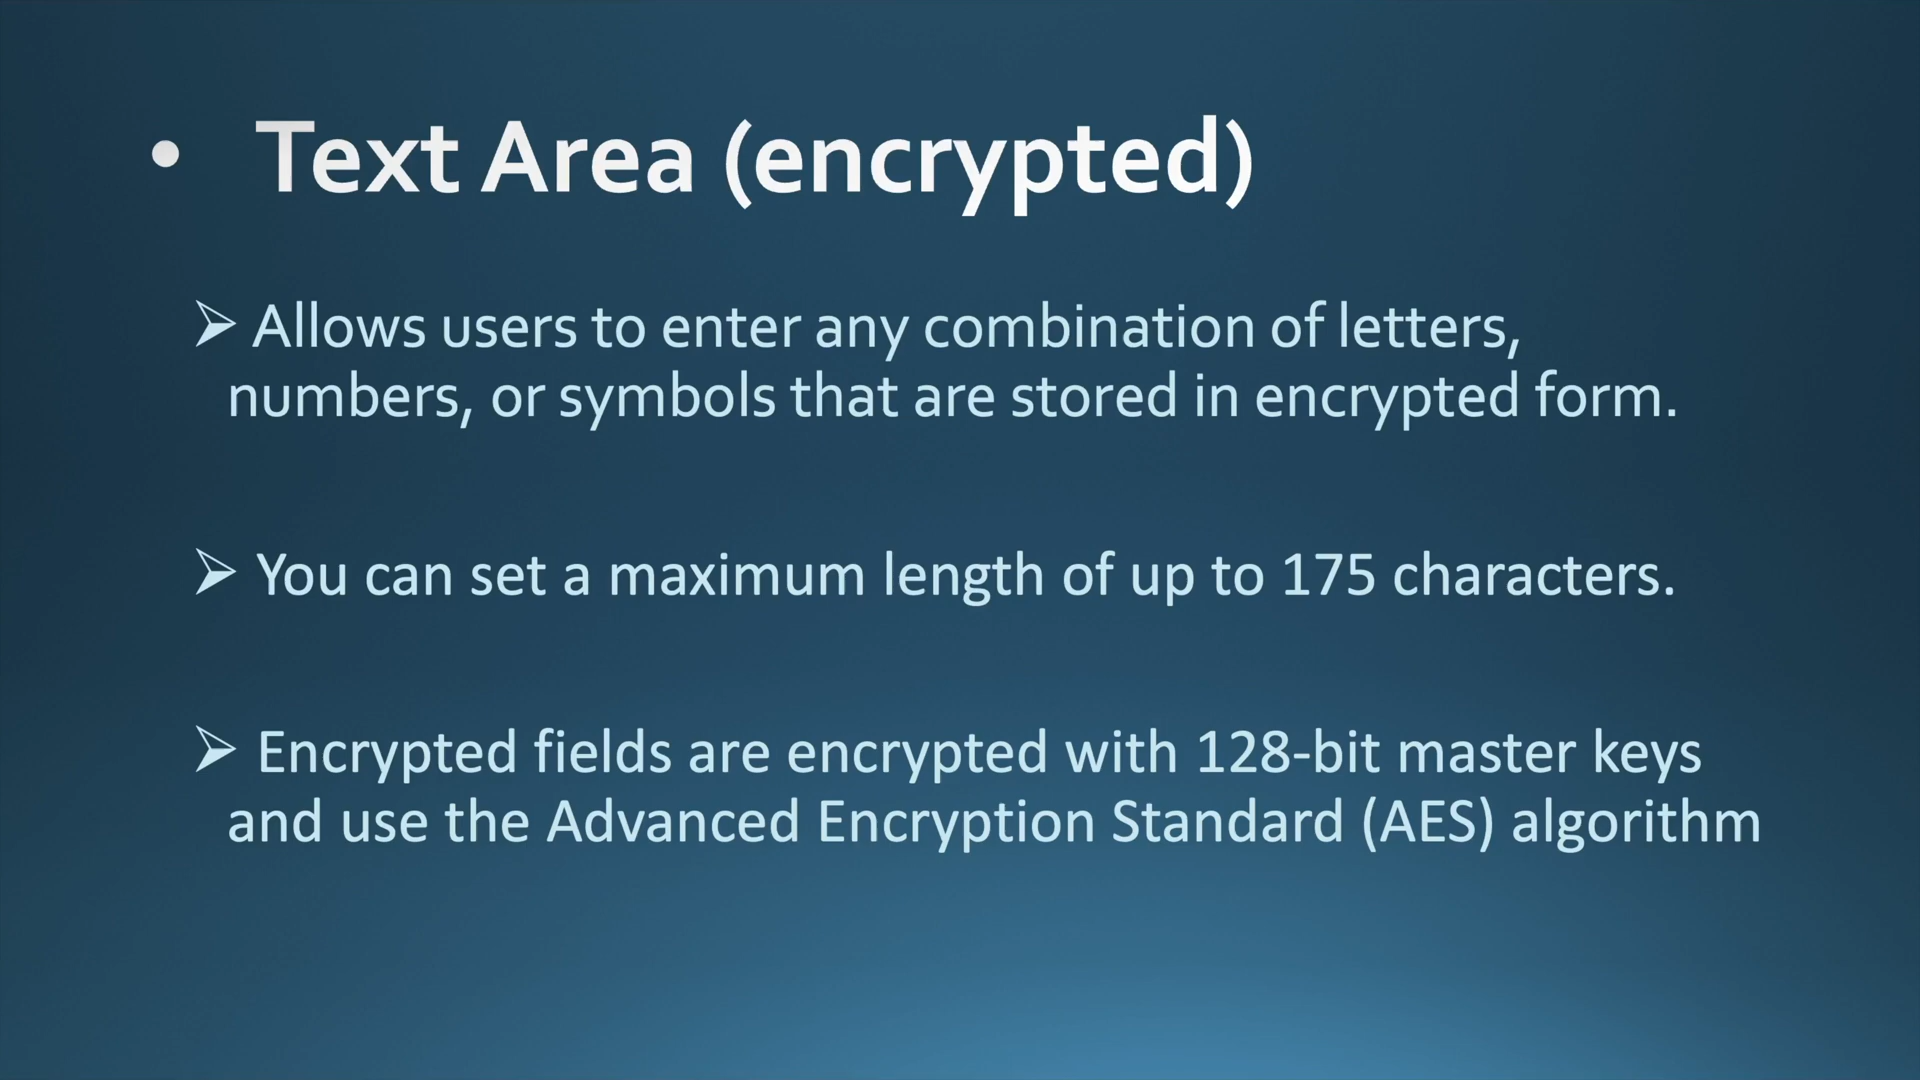 • Text Area (encrypted)
➢ Allows users to enter any combination of letters,
numbers, or symbols that are stored in encrypted form.
➢ You can set a maximum length of up to 175 characters.
➢ Encrypted fields are encrypted with 128-bit master keys
and use the Advanced Encryption Standard (AES) algorithm